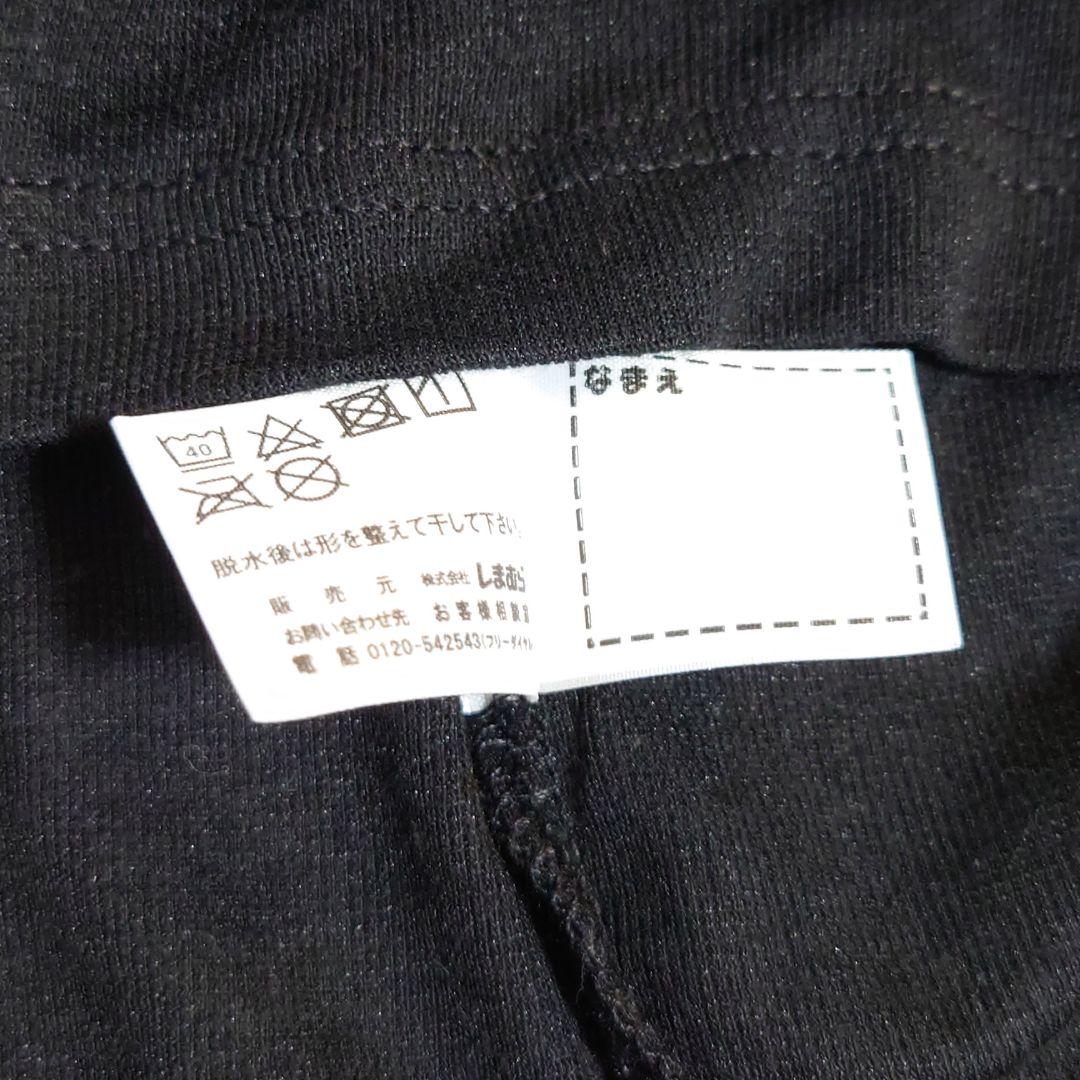 40
脱水後は形を整えて干して下さい。
販売元 株式会社 しまむら
お問い合わせ先 お客様相談室
電話 0120-542543(フリーダイヤル
なまえ